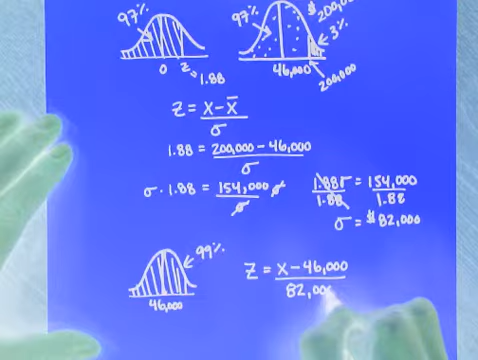 97%
0 z = 1.88
97%
$200,000
3%
46,000
200,000
z = x - x̄ / σ
1.88 = 200,000 - 46,000 / σ
σ · 1.88 = 154,000 σ / σ
1.88σ / 1.88 = 154,000 / 1.88
σ = $82,000
99%
46,000
z = x - 46,000 / 82,000